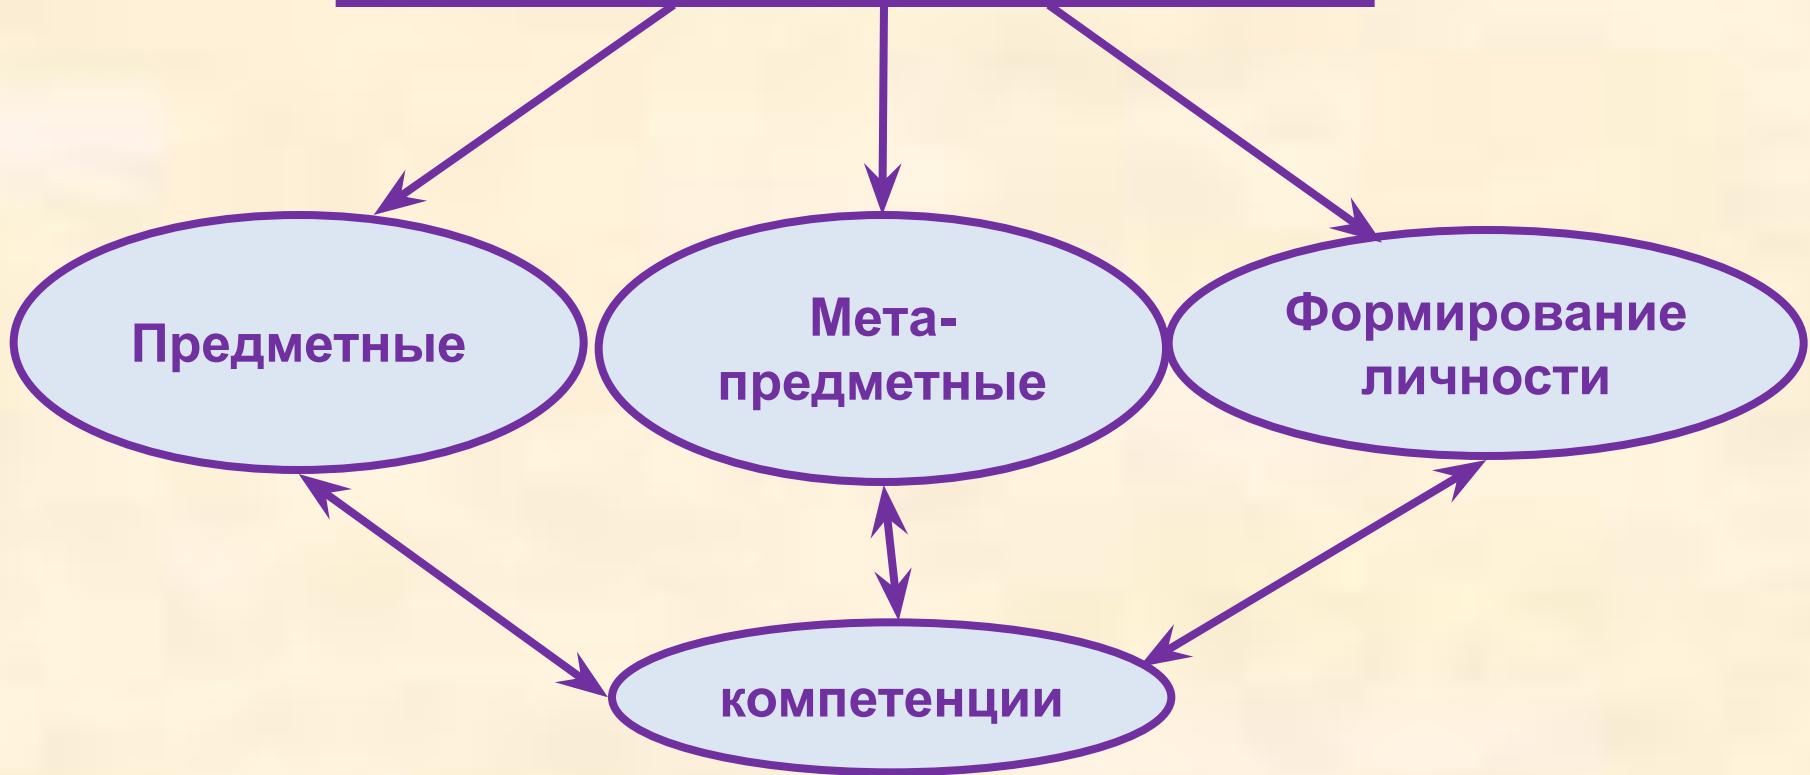 Предметные
Мета-
предметные
Формирование
личности
компетенции